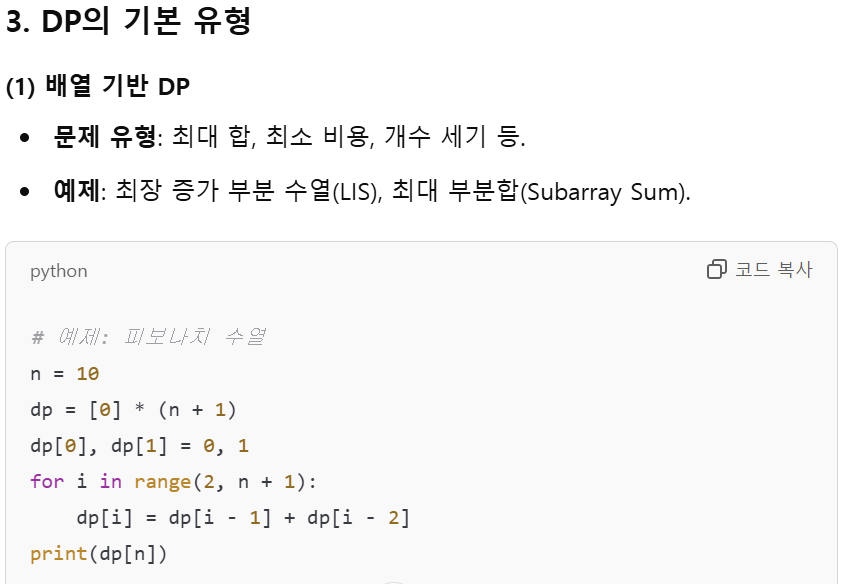 3. DP의 기본 유형
(1) 배열 기반 DP
• 문제 유형: 최대 합, 최소 비용, 개수 세기 등.
• 예제: 최장 증가 부분 수열(LIS), 최대 부분합(Subarray Sum).
python
코드 복사
# 예제: 피보나치 수열
n = 10
dp = [0] * (n + 1)
dp[0], dp[1] = 0, 1
for i in range(2, n + 1):
    dp[i] = dp[i - 1] + dp[i - 2]
print(dp[n])